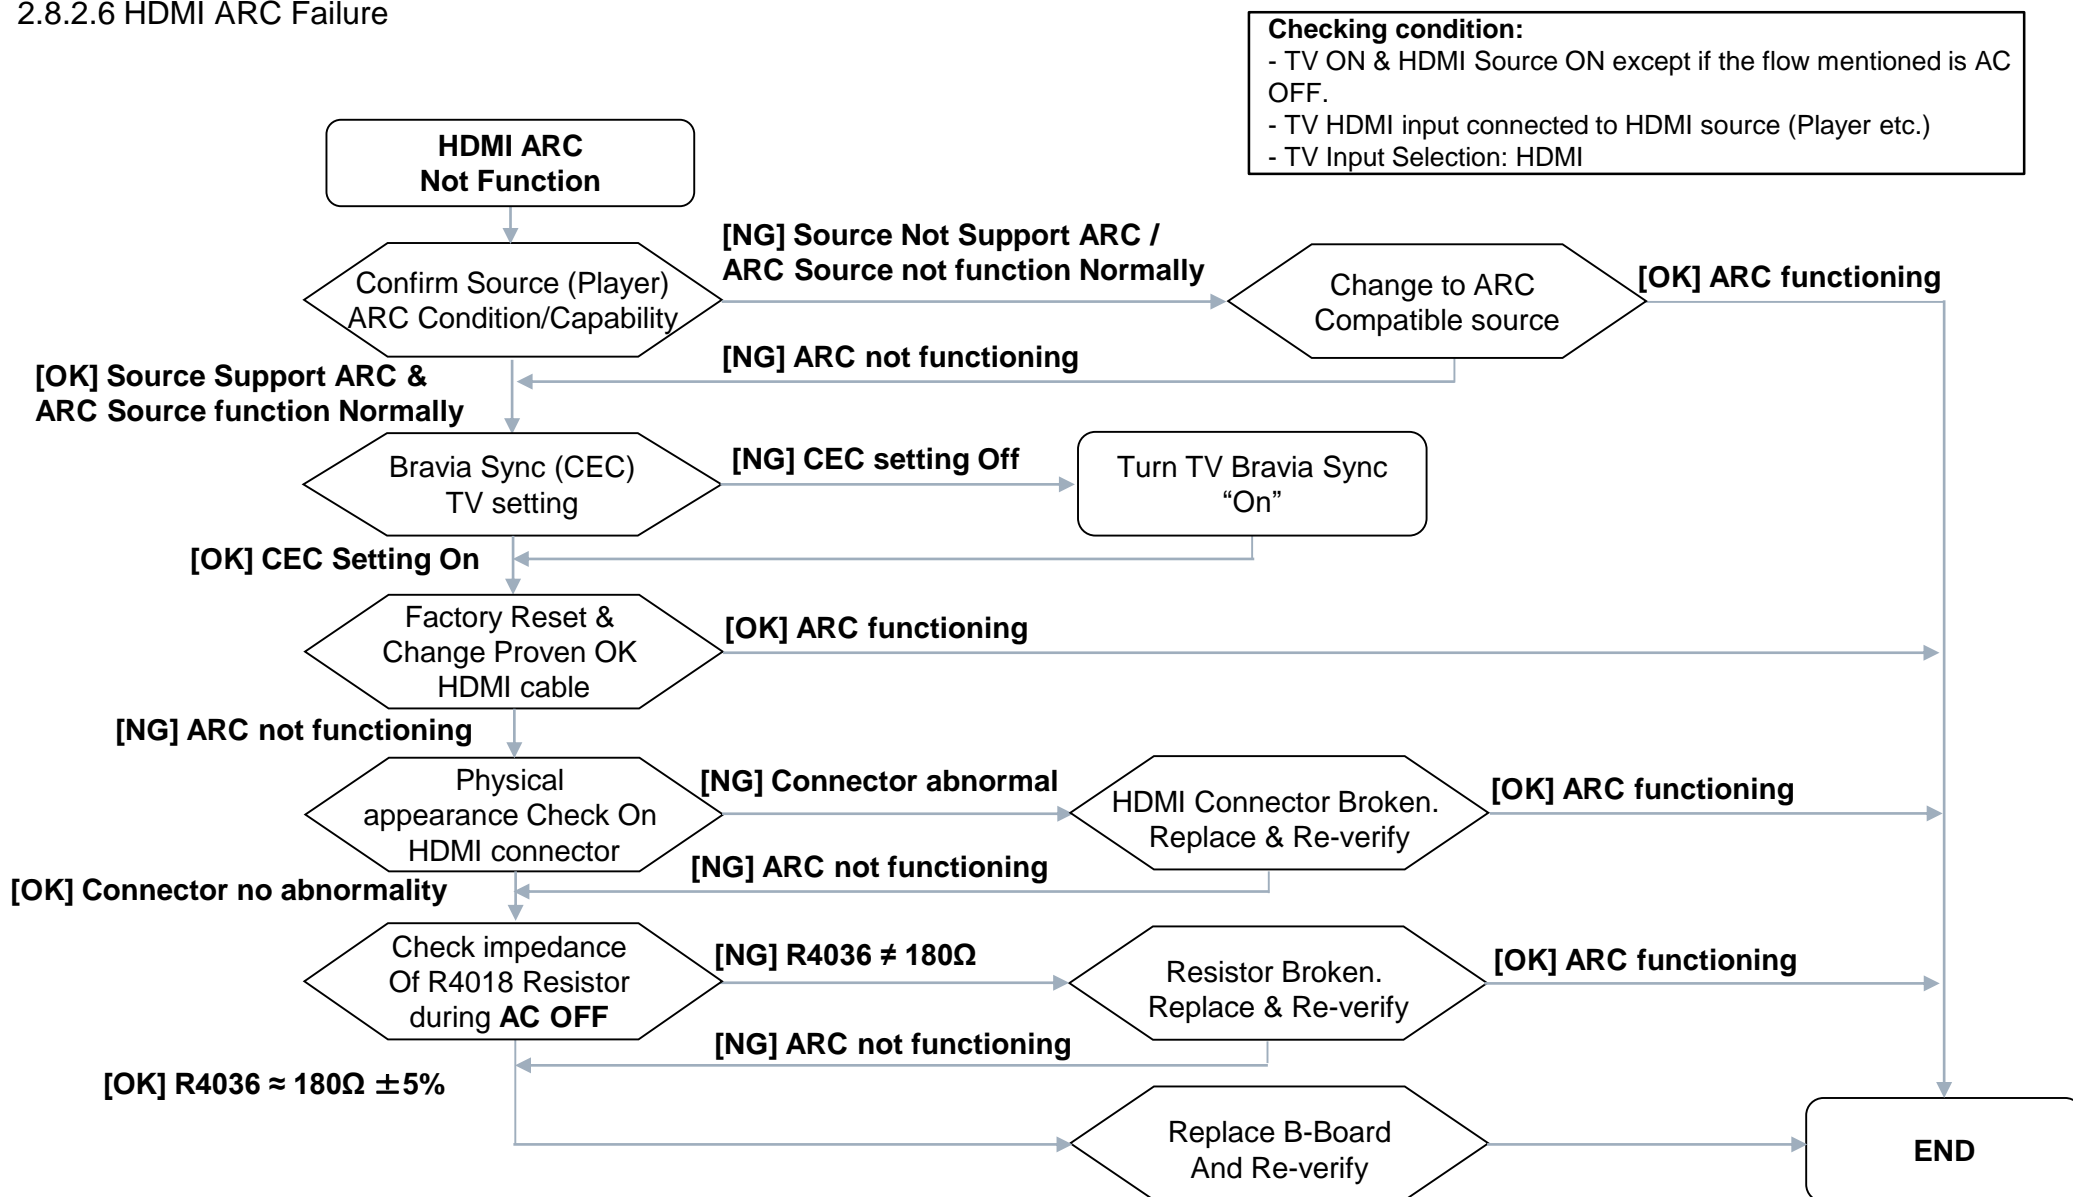 2.8.2.6 HDMI ARC Failure
Checking condition:
- TV ON & HDMI Source ON except if the flow mentioned is AC
OFF.
- TV HDMI input connected to HDMI source (Player etc.)
- TV Input Selection: HDMI
HDMI ARC
Not Function
[NG] Source Not Support ARC /
ARC Source not function Normally
Confirm Source (Player)
ARC Condition/Capability
Change to ARC
Compatible source
[OK] ARC functioning
[NG] ARC not functioning
[OK] Source Support ARC &
ARC Source function Normally
Bravia Sync (CEC)
TV setting
[NG] CEC setting Off
Turn TV Bravia Sync
“On”
[OK] CEC Setting On
Factory Reset &
Change Proven OK
HDMI cable
[OK] ARC functioning
[NG] ARC not functioning
Physical
appearance Check On
HDMI connector
[NG] Connector abnormal
HDMI Connector Broken.
Replace & Re-verify
[OK] ARC functioning
[NG] ARC not functioning
[OK] Connector no abnormality
Check impedance
Of R4018 Resistor
during AC OFF
[NG] R4036 ≠ 180Ω
Resistor Broken.
Replace & Re-verify
[OK] ARC functioning
[NG] ARC not functioning
[OK] R4036 ≈ 180Ω ±5%
Replace B-Board
And Re-verify
END